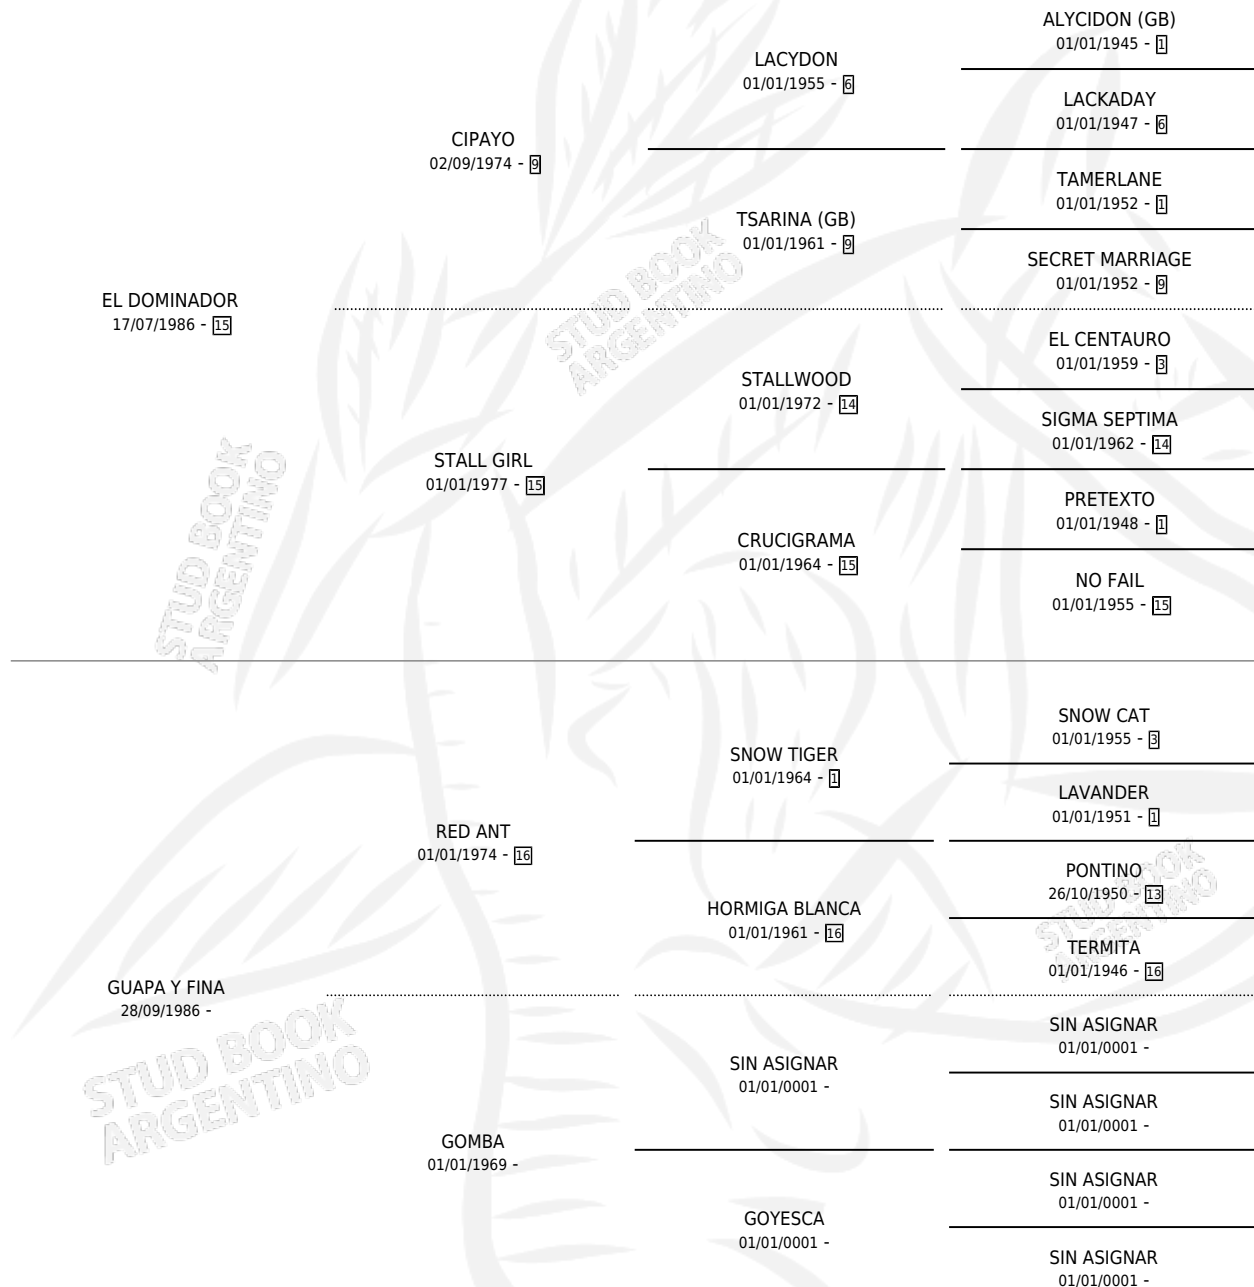 ALYCIDON (GB)
01/01/1945 - 1
LACYDON
01/01/1955 - 6
LACKADAY
01/01/1947 - 6
CIPAYO
02/09/1974 - 9
TAMERLANE
01/01/1952 - 1
TSARINA (GB)
01/01/1961 - 9
SECRET MARRIAGE
01/01/1952 - 9
EL DOMINADOR
17/07/1986 - 15
EL CENTAURO
01/01/1959 - 3
STALLWOOD
01/01/1972 - 14
SIGMA SEPTIMA
01/01/1962 - 14
STALL GIRL
01/01/1977 - 15
PRETEXTO
01/01/1948 - 1
CRUCIGRAMA
01/01/1964 - 15
NO FAIL
01/01/1955 - 15
SNOW CAT
01/01/1955 - 3
SNOW TIGER
01/01/1964 - 1
LAVANDER
01/01/1951 - 1
RED ANT
01/01/1974 - 16
PONTINO
26/10/1950 - 13
HORMIGA BLANCA
01/01/1961 - 16
TERMITA
01/01/1946 - 16
GUAPA Y FINA
28/09/1986 -
SIN ASIGNAR
01/01/0001 -
SIN ASIGNAR
01/01/0001 -
SIN ASIGNAR
01/01/0001 -
GOMBA
01/01/1969 -
SIN ASIGNAR
01/01/0001 -
GOYESCA
01/01/0001 -
SIN ASIGNAR
01/01/0001 -
STUD BOOK
ARGENTINO
STUD BOOK
ARGENTINO
STUD BOOK
ARGENTINO
STUD BOOK
ARGENTINO